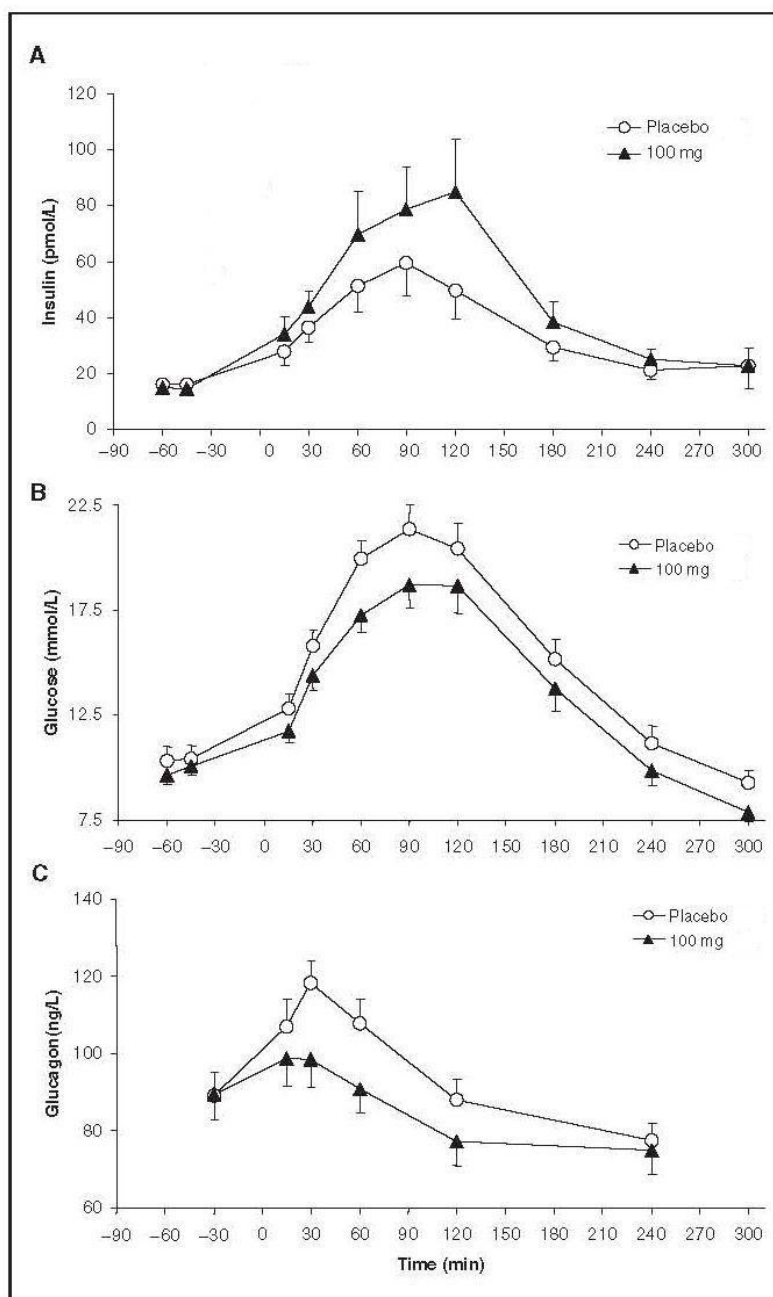 A
120
100
80
60
40
20
0
Insulin (pmol/L)
Placebo
100 mg
−90 −60 −30 0 30 60 90 120 150 180 210 240 270 300
B
22.5
17.5
12.5
7.5
Glucose (mmol/L)
Placebo
100 mg
−90 −60 −30 0 30 60 90 120 180 210 240 270 300
C
140
120
100
80
60
Glucagon (ng/L)
Placebo
100 mg
−90 −60 −30 0 30 60 90 120 150 180 210 240 270 300
Time (min)